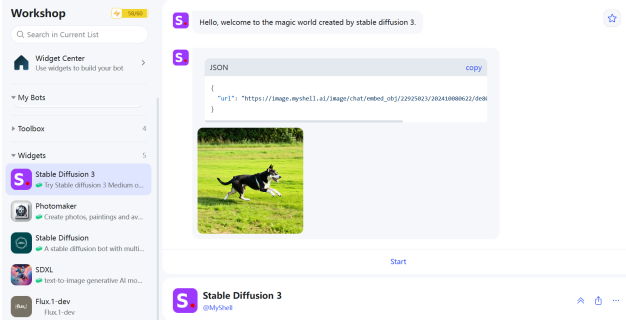 Workshop
50/60
Search in Current List
Widget Center
Use widgets to build your bot
My Bots
Toolbox 4
Widgets 5
Stable Diffusion 3
Try Stable diffusion 3 Medium o...
Photomaker
Create photos, paintings and av...
Stable Diffusion
A stable diffusion bot with multi...
SDXL
text-to-image generative AI mo...
Flux.1-dev
Flux.1-dev
Hello, welcome to the magic world created by stable diffusion 3.
JSON copy
{
"url": "https://image.myshell.ai/image/chat/embed_obj/22925023/202410080622/de80
}
Start
S. Stable Diffusion 3
@MyShell